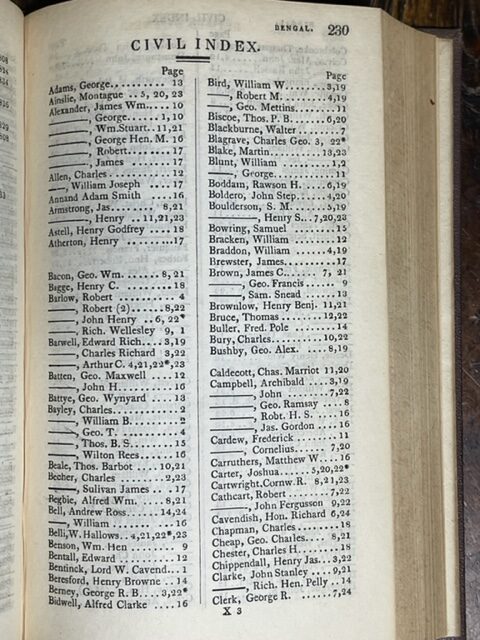 BENGAL. 230
CIVIL INDEX.
Page
Adams, George.......... 13
Ainslie, Montague .. 5, 20, 23
Alexander, James Wm.... 10
——, George..... 1, 10
——, Wm.Stuart..11,21
——, George Hen. M. 16
——, Robert...... 17
——, James ...... 17
Allen, Charles ........... 12
——, William Joseph .... 17
Annand Adam Smith .... 16
Armstrong, Jas.......... 8,21
——, Henry ..11,21,23
Astell, Henry Godfrey .... 18
Atherton, Henry .........17
Bacon, Geo. Wm....... 8, 21
Bagge, Henry C. ........ 18
Barlow, Robert ......... 4
——, Robert (2)......8,22
——, John Henry ..6, 22*
——, Rich. Wellesley 9, 1
Barwell, Edward Rich... 3,19
——, Charles Richard 3,22
——, Arthur C. 4,21,22*,23
Batten, Geo. Maxwell .... 12
——, John H........... 16
Battye, Geo. Wynyard .. 13
Bayley, Charles........... 2
——, William B......... 2
——, Geo. T........... 4
——, Thos. B. S........ 15
——, Wilton Rees...... 16
Beale, Thos. Barbot .... 10,21
Becher, Charles ........ 2,23
——, Sulivan James .. .17
Begbie, Alfred Wm. .... 8,21
Bell, Andrew Ross...... 14,24
——, William ......... 16
Belli,W. Hallows.. 4,21,22*,23
Benson, Wm. Hen ....... 9
Bentall, Edward ......... 12
Bentinck, Lord W. Cavend... 1
Beresford, Henry Browne .. 14
Berney, George R. B....3,22*
Bidwell, Alfred Clarke .... 16
Page
Bird, William W........3,19
——, Robert M. ........4,19
——, Geo. Mettins...... 11
Biscoe, Thos. P. B. ......6,20
Blackburne, Walter ...... 7
Blagrave, Charles Geo. 3, 22*
Blake, Martin..........13,23
Blunt, William .........1,2
——, George...........11
Boddam, Rawson H. ....6,19
Boldero, John Step......4,20
Boulderson, S. M. ......5,19
——, Henry S...7,20,23
Bowring, Samuel ....... 15
Bracken, William ....... 12
Braddon, William ......4,19
Brewster, James.......... 17
Brown, James C....... 7, 21
——, Geo. Francis ...... 9
——, Sam. Snead ...... 13
Brownlow, Henry Benj. 11,21
Bruce, Thomas........12,22
Buller, Fred. Pole ....... 14
Bury, Charles..........10,22
Bushby, Geo. Alex. .... 8,19
Caldecott, Chas. Marriot 11,20
Campbell, Archibald ....3,19
——, John ........7,22
——, Geo. Ramsay .. 8
——, Robt. H. S. ... 16
——, Jas. Gordon .. 16
Cardew, Frederick ....... 11
——, Cornelius...... 7,20
Carruthers, Matthew W... 16
Carter, Joshua......5,20,22*
Cartwright.Cornw.R. 8,21,23
Cathcart, Robert .......7,22
——, John Fergusson 9,22
Cavendish, Hon. Richard 6,24
Chapman, Charles....... 18
Cheap, Geo. Charles.... 8,21
Chester, Charles H....... 18
Chippendall, Henry Jas...3,22
Clarke, John Stanley .... 9,21
——, Rich. Hen. Pelly ..14
Clerk, George R. ....... 7,24
X 3